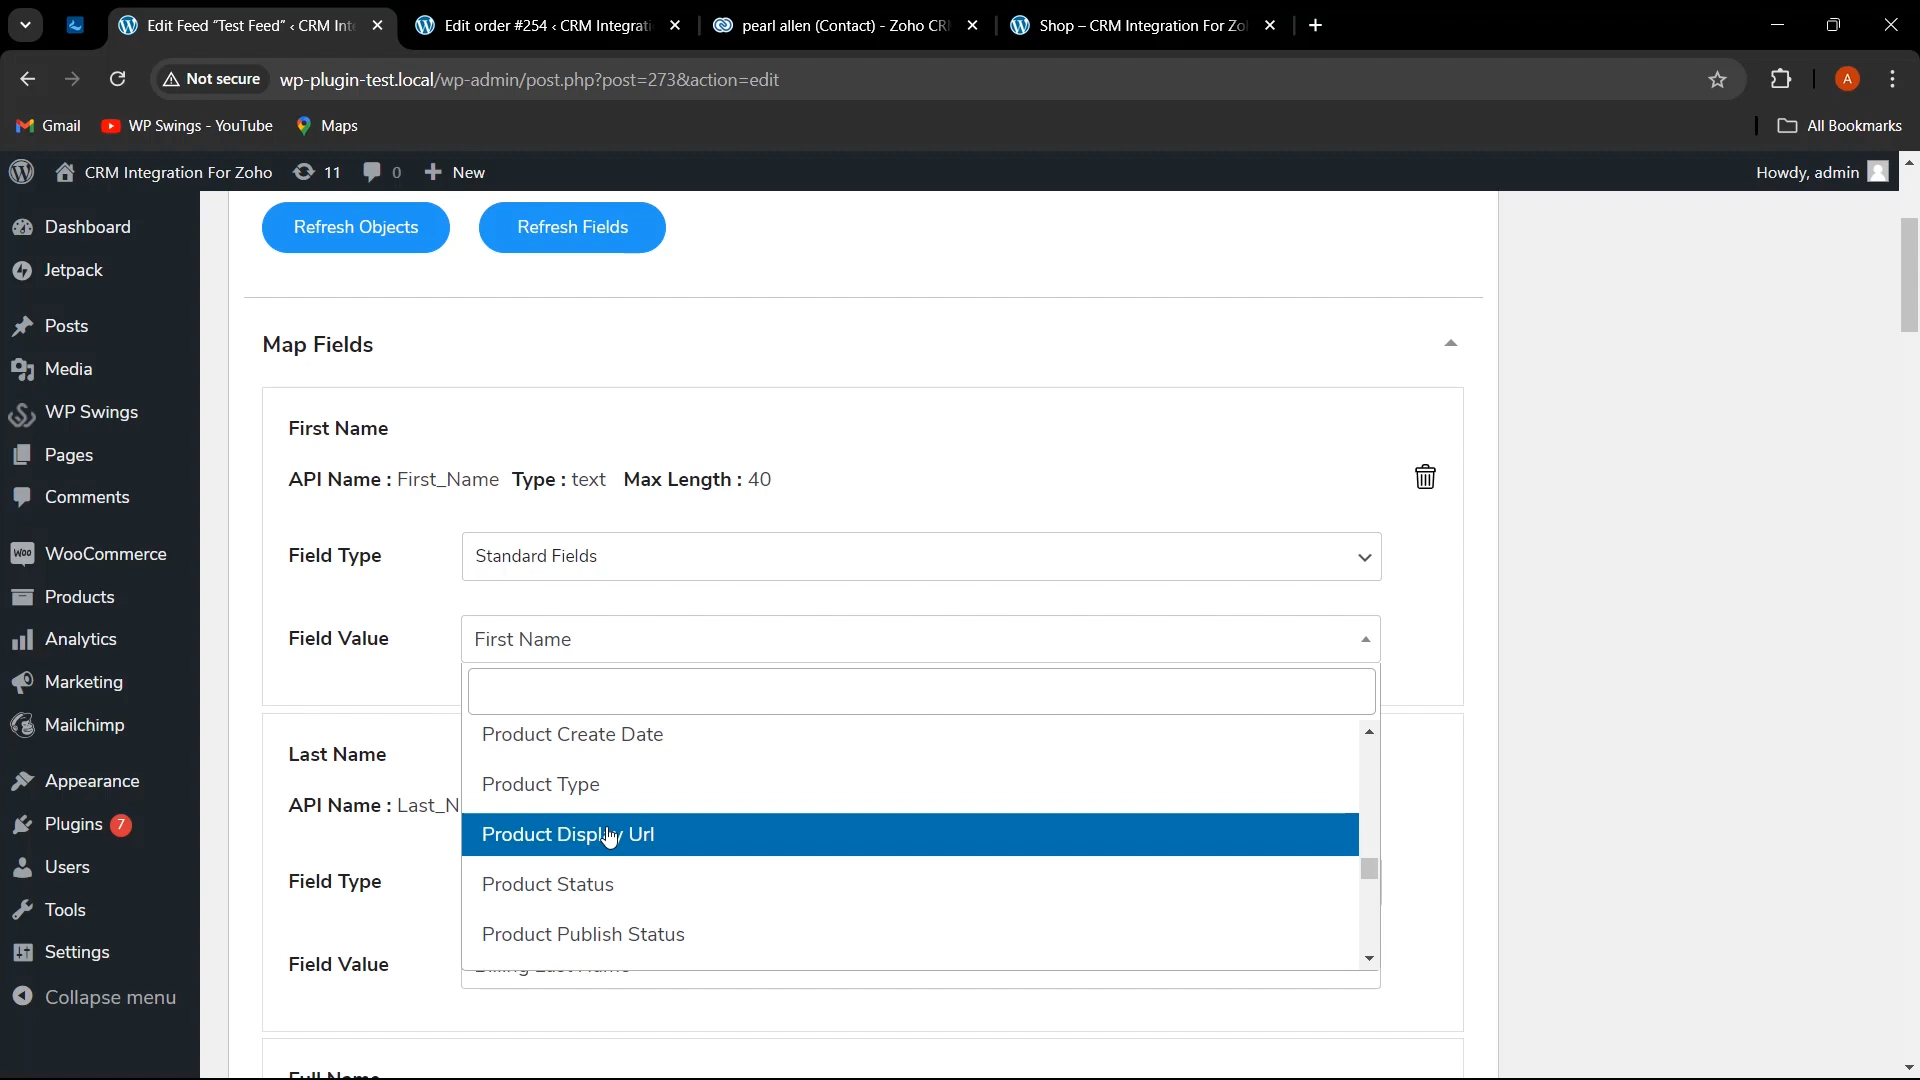 Edit Feed "Test Feed" ‹ CRM Inte
Edit order #254 ‹ CRM Integrati
pearl allen (Contact) - Zoho CR
Shop – CRM Integration For Zo
Not secure
wp-plugin-test.local/wp-admin/post.php?post=273&action=edit
A
Gmail
WP Swings - YouTube
Maps
All Bookmarks
CRM Integration For Zoho
11
0
New
Howdy, admin
Dashboard
Jetpack
Posts
Media
WP Swings
Pages
Comments
WooCommerce
Products
Analytics
Marketing
Mailchimp
Appearance
Plugins 7
Users
Tools
Settings
Collapse menu
Refresh Objects
Refresh Fields
Map Fields
First Name
API Name : First_Name Type : text Max Length : 40
Field Type
Standard Fields
Field Value
First Name
Product Create Date
Product Type
Product Display Url
Product Status
Product Publish Status
Last Name
API Name : Last_N
Field Type
Field Value
Billing Last Name
Full Name